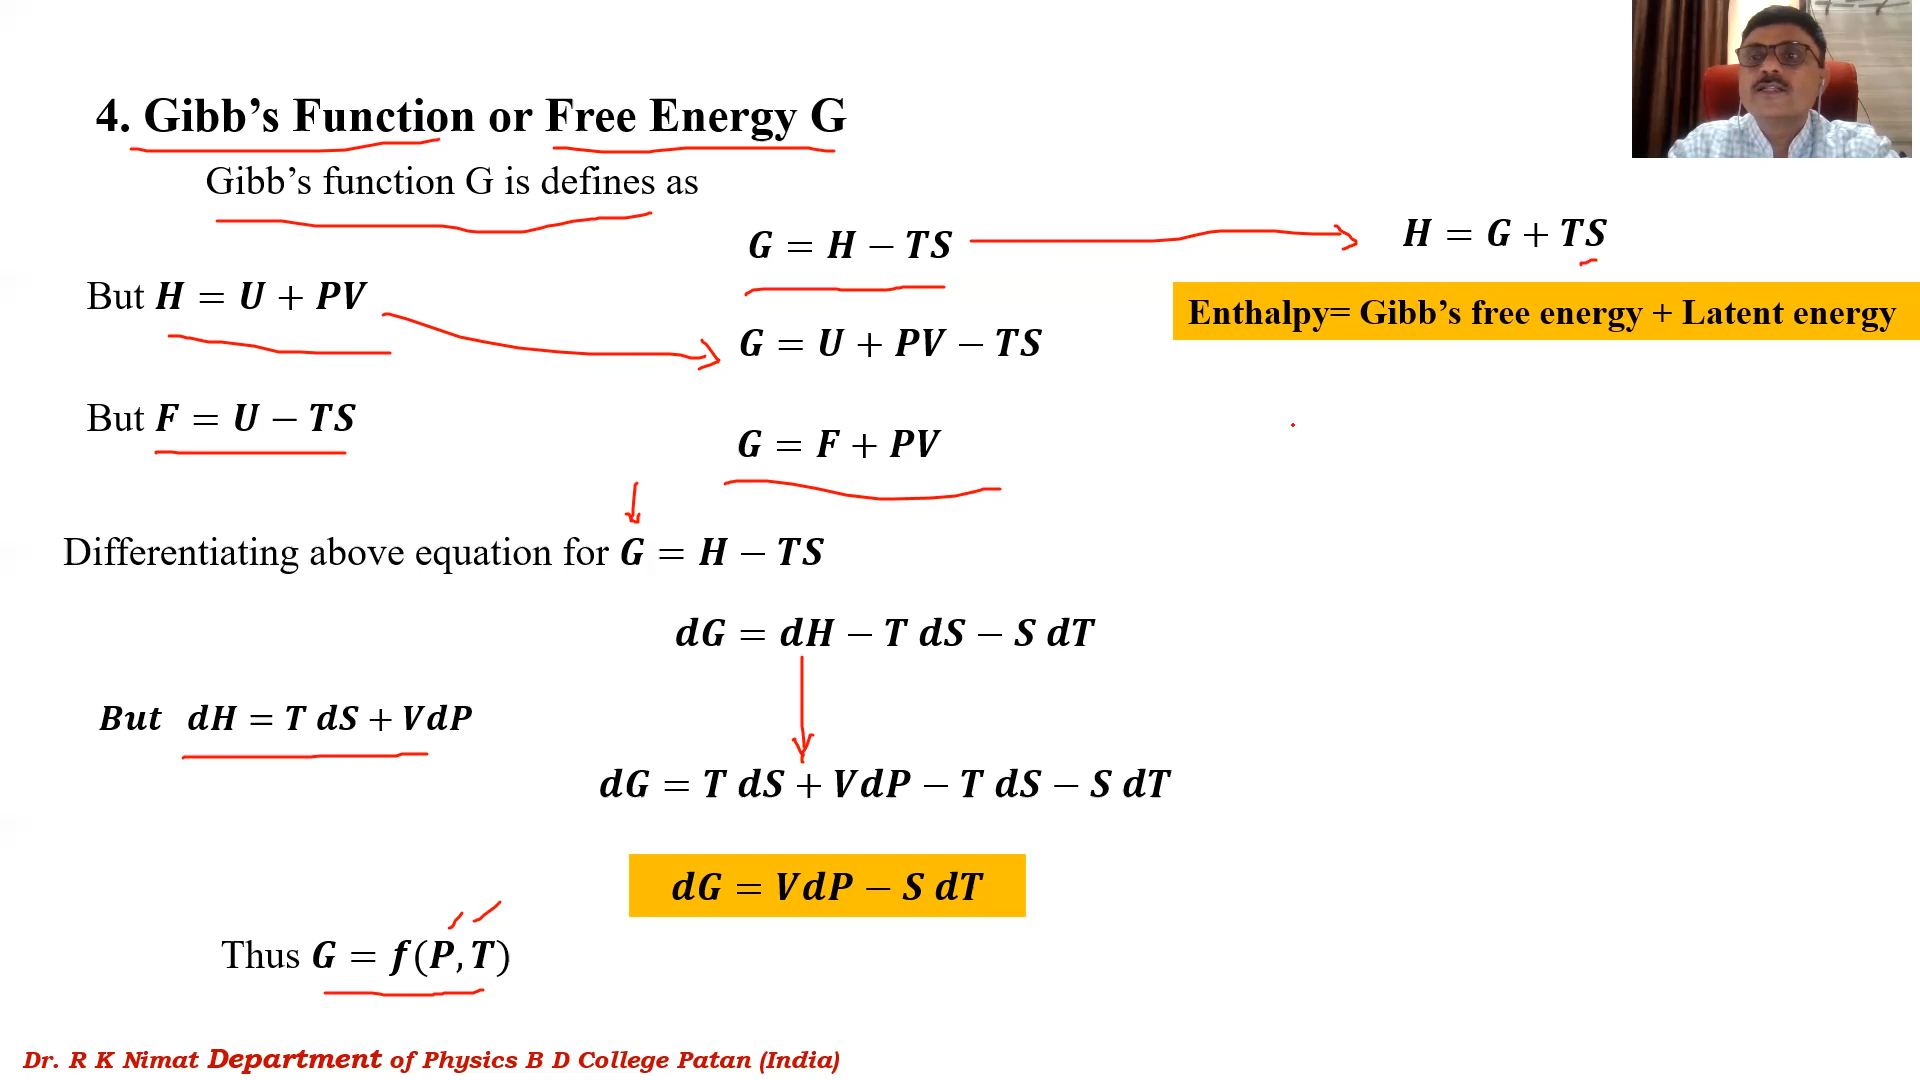 4. Gibb’s Function or Free Energy G
Gibb’s function G is defines as
G = H − TS
H = G + TS
But H = U + PV
Enthalpy= Gibb’s free energy + Latent energy
G = U + PV − TS
But F = U − TS
G = F + PV
Differentiating above equation for G = H − TS
dG = dH − T dS − S dT
But dH = T dS + VdP
dG = T dS + VdP − T dS − S dT
dG = VdP − S dT
Thus G = f(P, T)
Dr. R K Nimat Department of Physics B D College Patan (India)